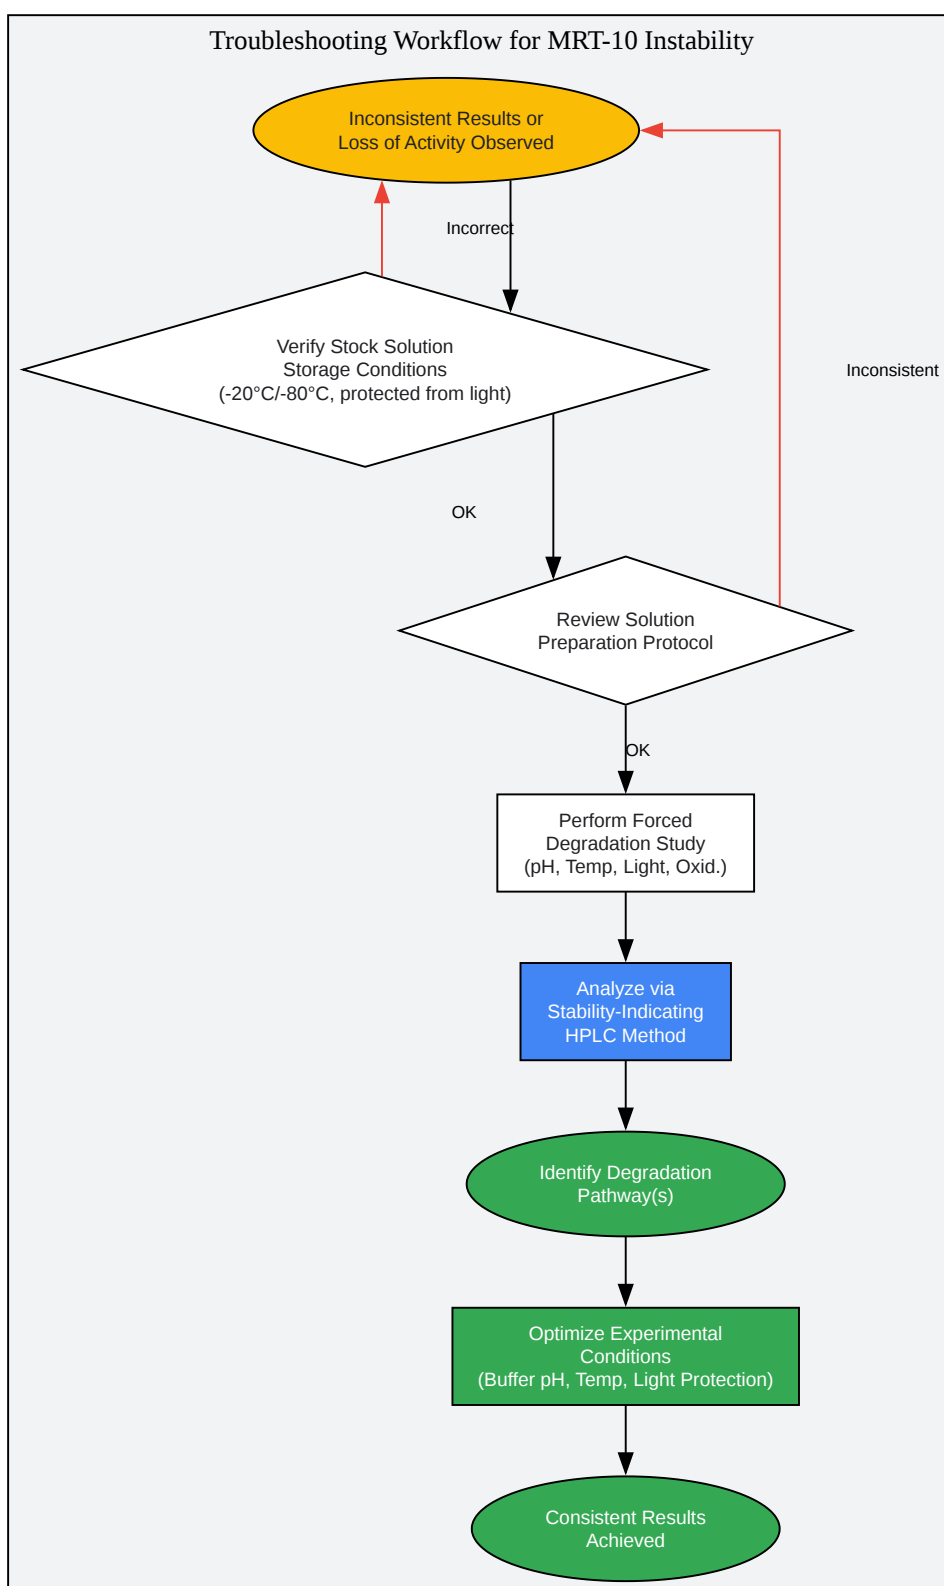 Troubleshooting Workflow for MRT-10 Instability
Inconsistent Results or
Loss of Activity Observed
Incorrect
Verify Stock Solution
Storage Conditions
(-20°C/-80°C, protected from light)
Inconsistent
OK
Review Solution
Preparation Protocol
OK
Perform Forced
Degradation Study
(pH, Temp, Light, Oxid.)
Analyze via
Stability-Indicating
HPLC Method
Identify Degradation
Pathway(s)
Optimize Experimental
Conditions
(Buffer pH, Temp, Light Protection)
Consistent Results
Achieved